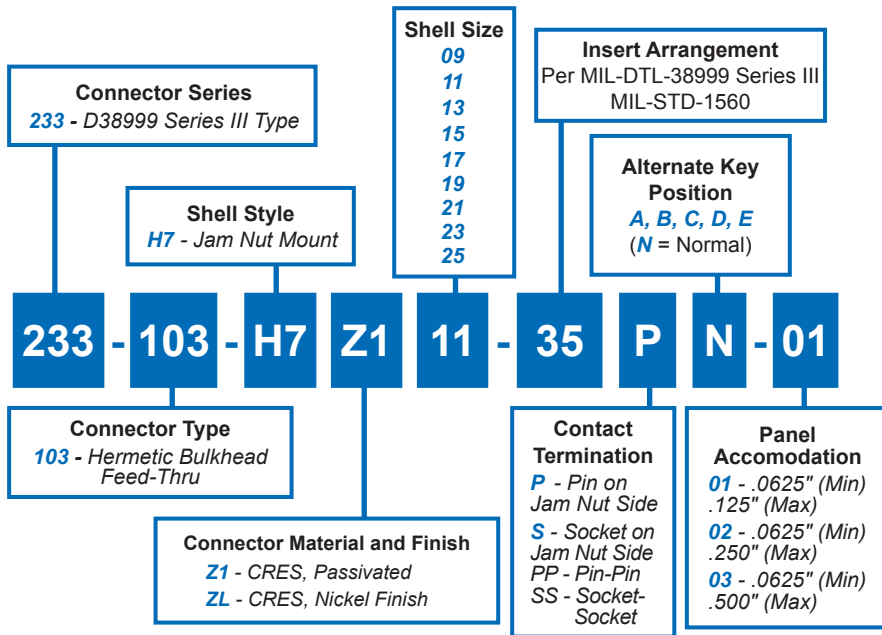 Connector Series
233 - D38999 Series III Type
Shell Style
H7 - Jam Nut Mount
Shell Size
09
11
13
15
17
19
21
23
25
Insert Arrangement
Per MIL-DTL-38999 Series III
MIL-STD-1560
Alternate Key
Position
A, B, C, D, E
(N = Normal)
233 - 103 - H7 Z1 11 - 35 P N - 01
Connector Type
103 - Hermetic Bulkhead
Feed-Thru
Connector Material and Finish
Z1 - CRES, Passivated
ZL - CRES, Nickel Finish
Contact
Termination
P - Pin on
Jam Nut Side
S - Socket on
Jam Nut Side
PP - Pin-Pin
SS - Socket-
Socket
Panel
Accomodation
01 - .0625" (Min)
.125" (Max)
02 - .0625" (Min)
.250" (Max)
03 - .0625" (Min)
.500" (Max)